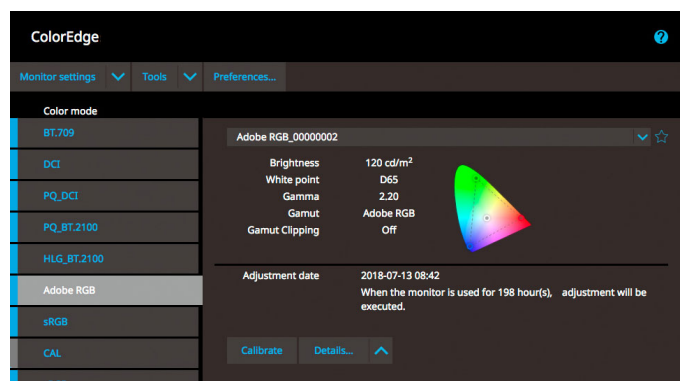 ColorEdge
?
Monitor settings Tools Preferences...
Color mode
BT.709
DCI
PQ_DCI
PQ_BT.2100
HLG_BT.2100
Adobe RGB
sRGB
CAL
Adobe RGB_00000002
Brightness 120 cd/m²
White point D65
Gamma 2.20
Gamut Adobe RGB
Gamut Clipping Off
Adjustment date 2018-07-13 08:42
When the monitor is used for 198 hour(s), adjustment will be
executed.
Calibrate Details...